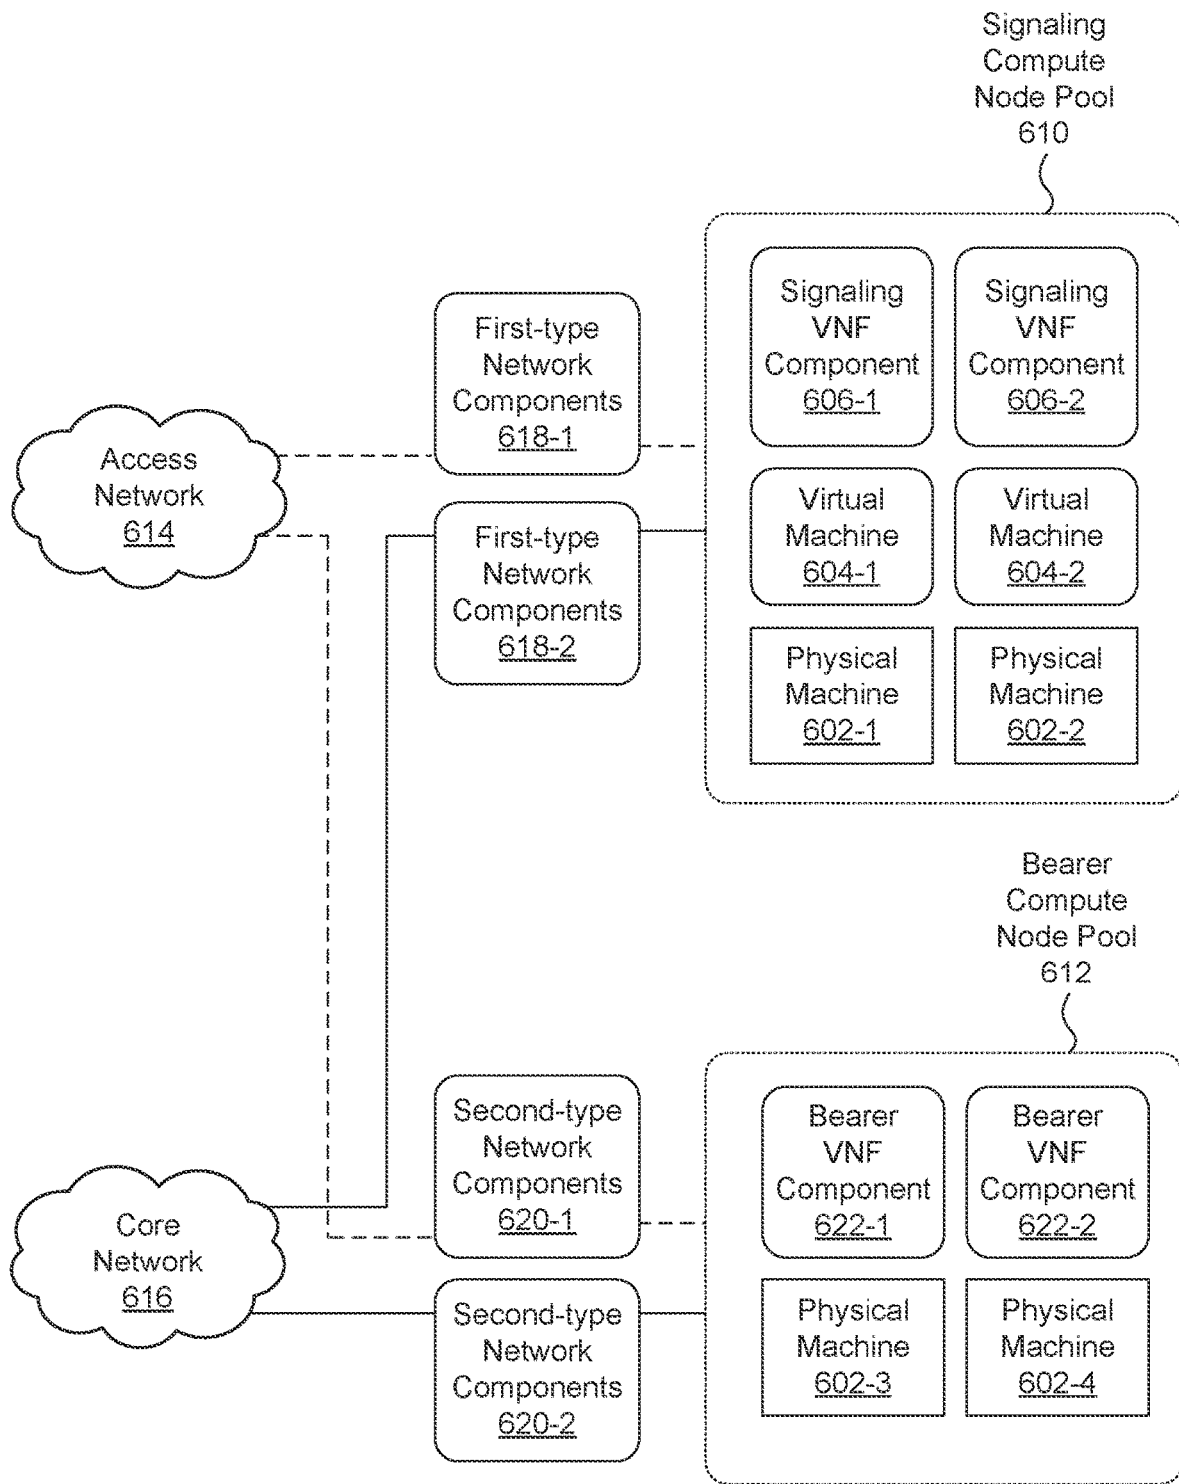 Signaling
Compute
Node Pool
610
Signaling
VNF
Component
606-1
Signaling
VNF
Component
606-2
First-type
Network
Components
618-1
Access
Network
614
Virtual
Machine
604-1
Virtual
Machine
604-2
First-type
Network
Components
618-2
Physical
Machine
602-1
Physical
Machine
602-2
Bearer
Compute
Node Pool
612
Second-type
Network
Components
620-1
Bearer
VNF
Component
622-1
Bearer
VNF
Component
622-2
Core
Network
616
Second-type
Network
Components
620-2
Physical
Machine
602-3
Physical
Machine
602-4